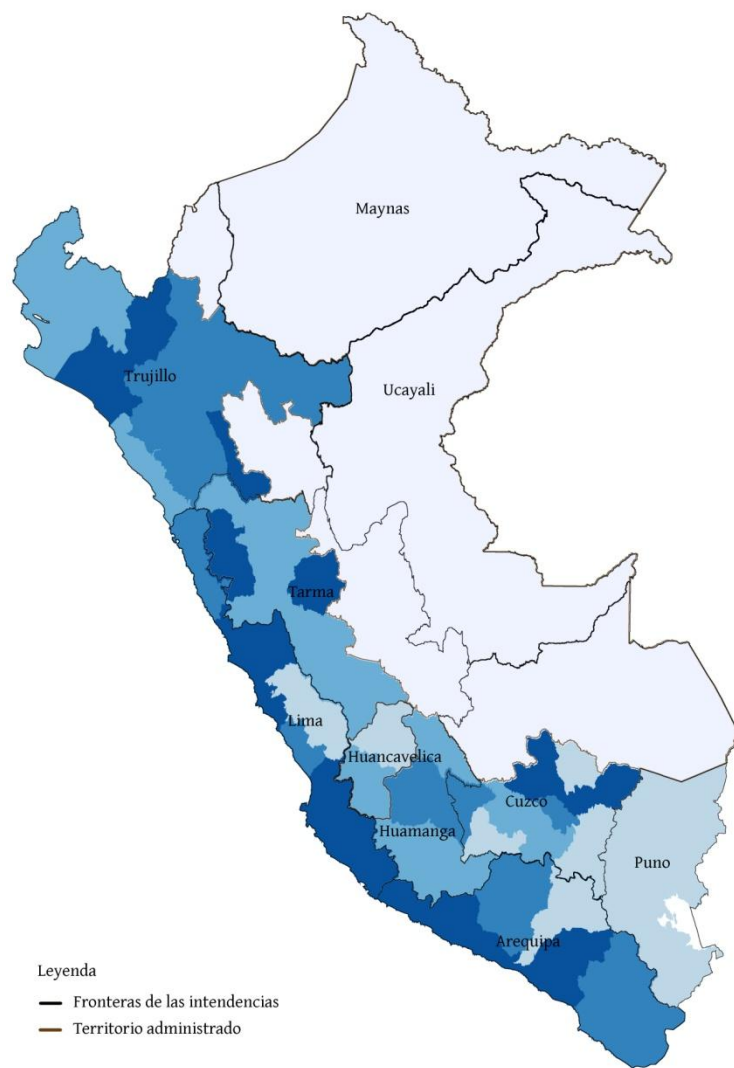 Maynas
Trujillo
Ucayali
Tarma
Lima
Huancavelica
Cuzco
Huamanga
Puno
Arequipa
Leyenda
Fronteras de las intendencias
Territorio administrado